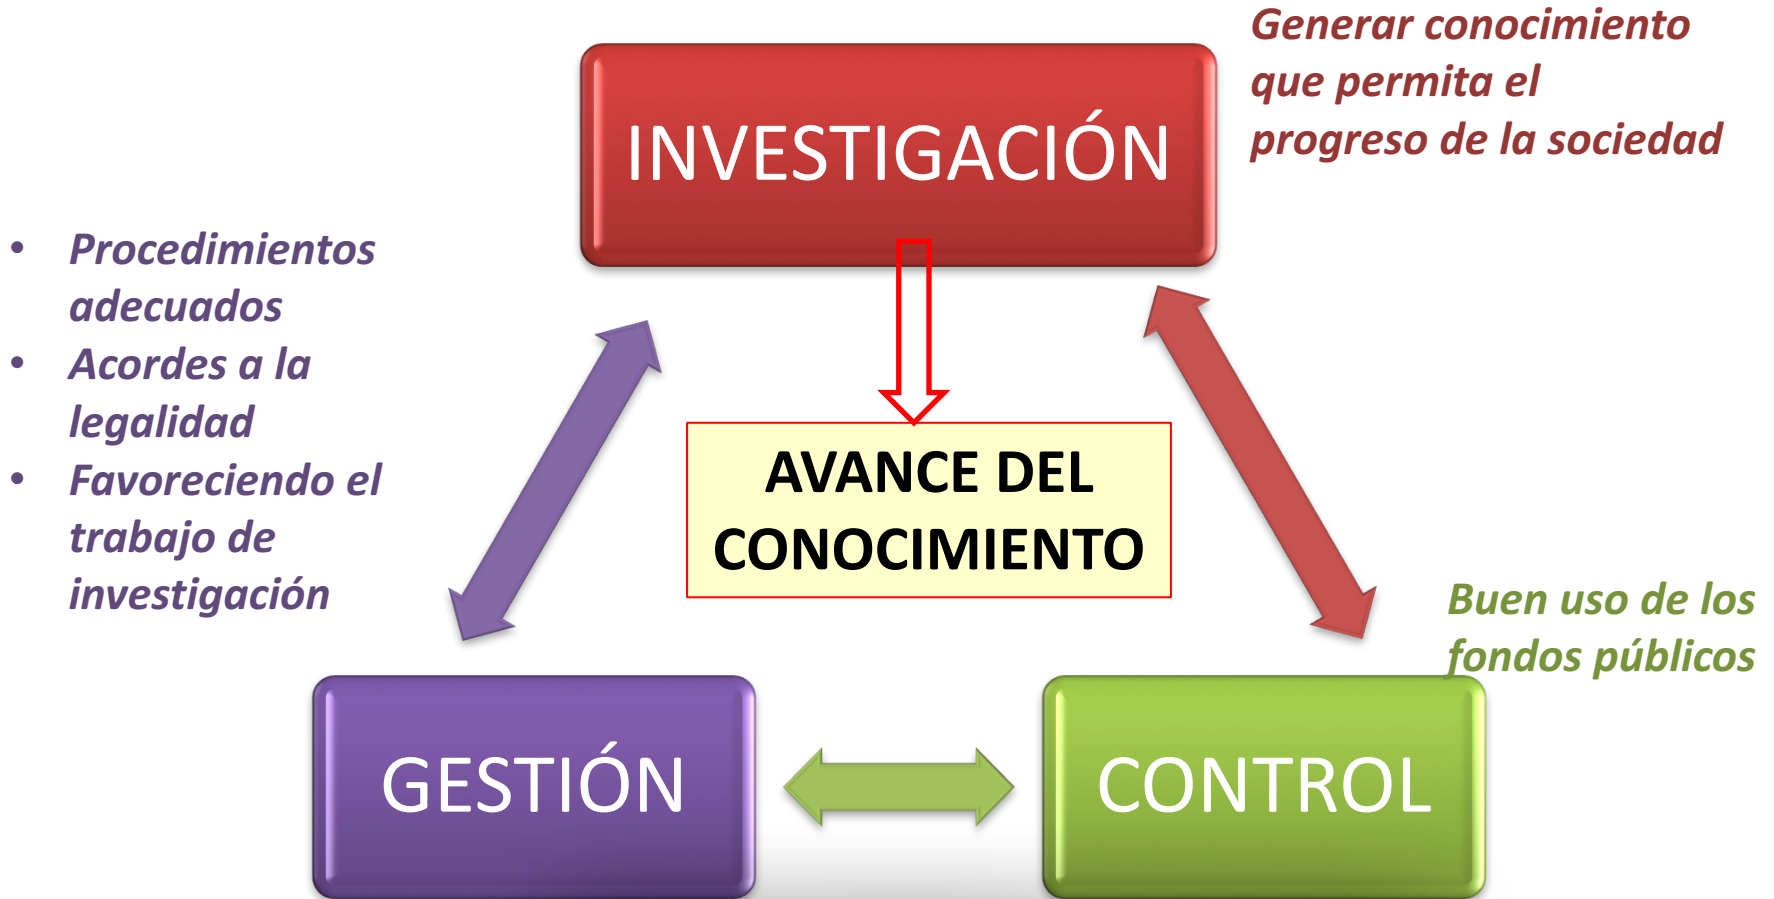 Generar conocimiento
que permita el
progreso de la sociedad
INVESTIGACIÓN
• Procedimientos
adecuados
• Acordes a la
legalidad
• Favoreciendo el
trabajo de
investigación
AVANCE DEL
CONOCIMIENTO
Buen uso de los
fondos públicos
GESTIÓN
CONTROL